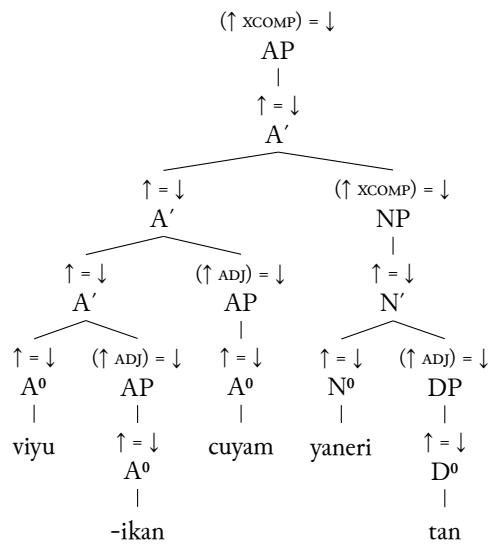 (↑ XCOMP) = ↓
AP
↑ = ↓
A′
↑ = ↓ (↑ XCOMP) = ↓
A′ NP
↑ = ↓ (↑ ADJ) = ↓ ↑ = ↓
A′ AP N′
↑ = ↓ (↑ ADJ) = ↓ ↑ = ↓ ↑ = ↓ (↑ ADJ) = ↓
A⁰ AP A⁰ N⁰ DP
viyu ↑ = ↓ cuyam yaneri ↑ = ↓
A⁰ D⁰
-ikan tan